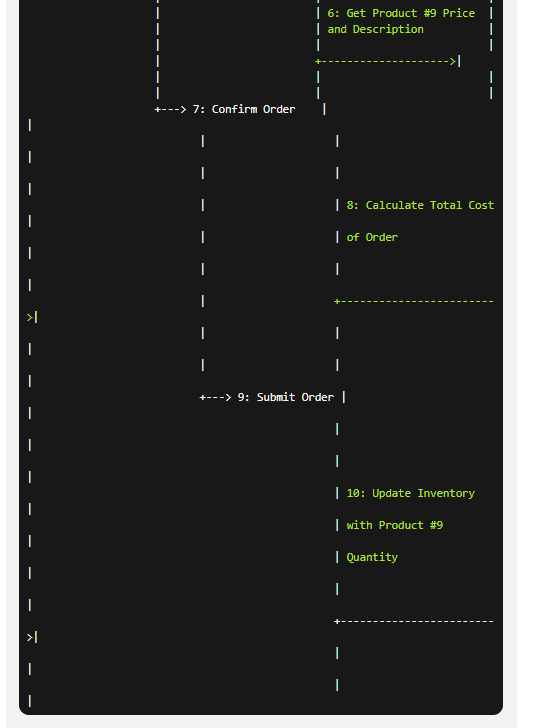 |                         | 6: Get Product #9 Price  |
|                         | and Description          |
|                         |                          |
|                         +-------------------->|
|                         |                          |
|                         |                          |
+---> 7: Confirm Order    |
|
|                    |
|
|                    |
|
|                    | 8: Calculate Total Cost
|
|                    | of Order
|
|                    |
|
|                    +------------------------
>|
|                    |
|
|                    |
|
+---> 9: Submit Order |
|
|
|
|
|
| 10: Update Inventory
|
| with Product #9
|
| Quantity
|
|
|
+------------------------
>|
|
|
|
|